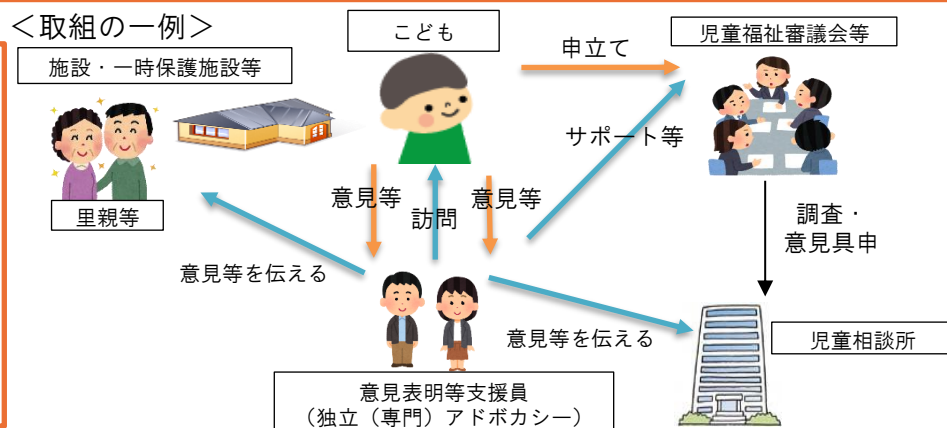 ＜取組の一例＞
こども
児童福祉審議会等
施設・一時保護施設等
申立て
サポート等
里親等
意見等
訪問
意見等
調査・
意見具申
意見等を伝える
意見等を伝える
児童相談所
意見表明等支援員
（独立（専門）アドボカシー）